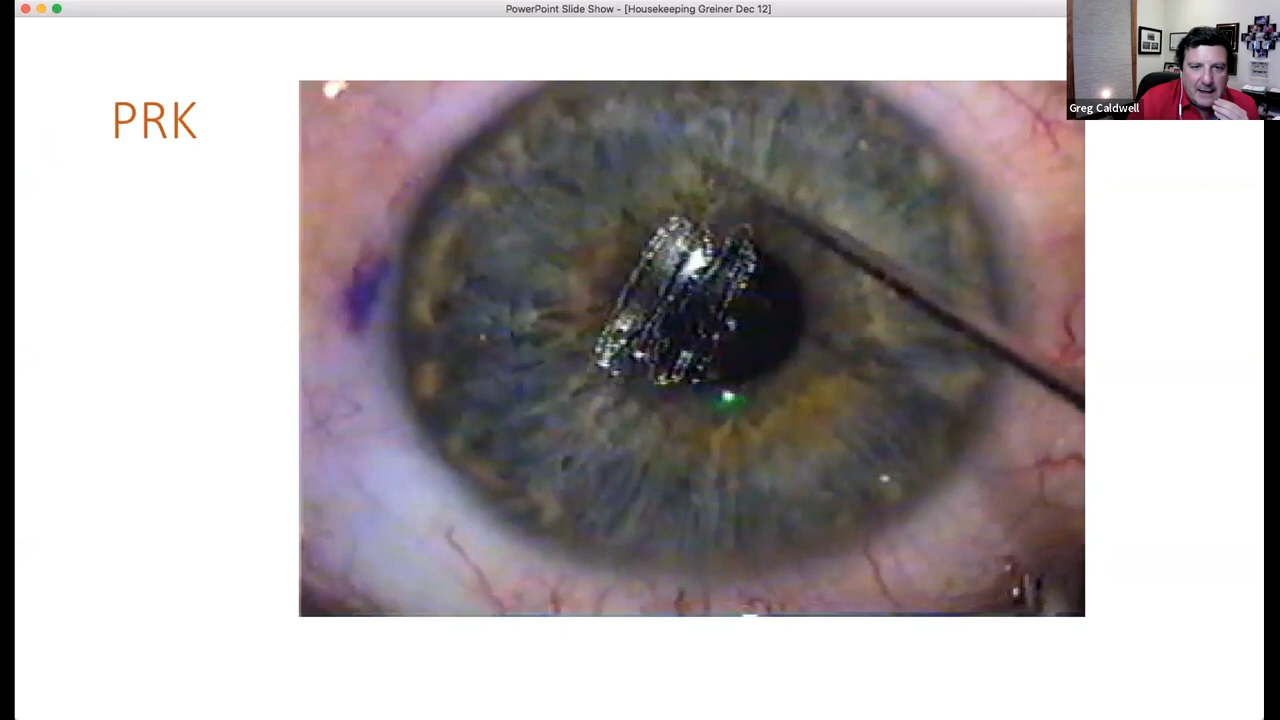 PowerPoint Slide Show - [Housekeeping Greiner Dec 12]
PRK
Greg Caldwell